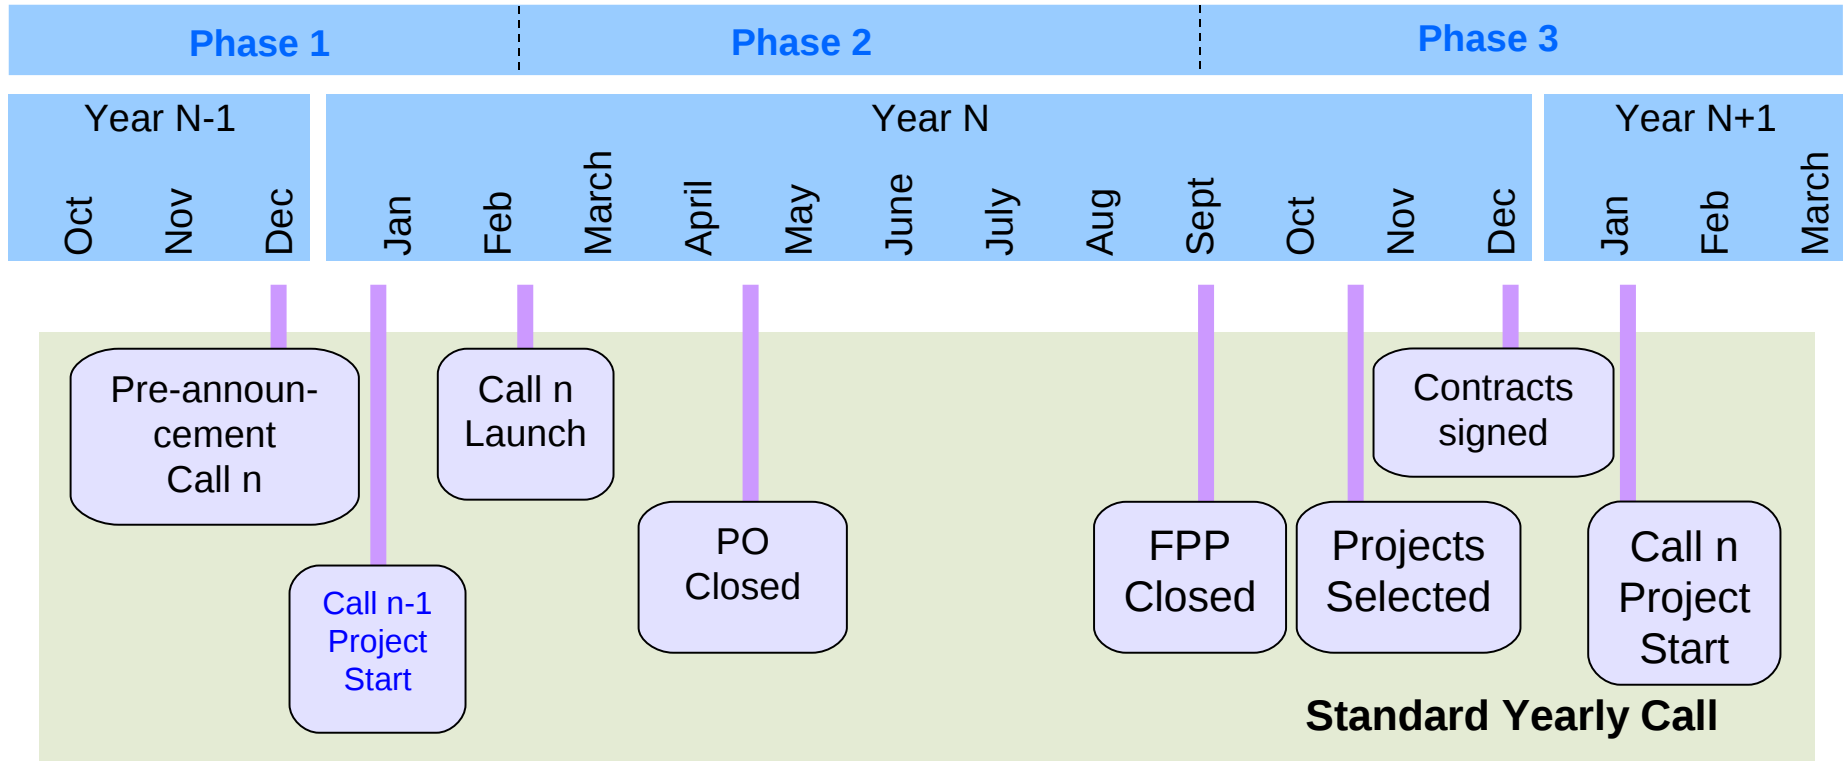 Phase 1
Phase 2
Phase 3
Year N-1
Year N
Year N+1
Oct
Nov
Dec
Jan
Feb
March
April
May
June
July
Aug
Sept
Oct
Nov
Dec
Jan
Feb
March
Pre-announ-
cement
Call n
Call n-1
Project
Start
Call n
Launch
PO
Closed
FPP
Closed
Projects
Selected
Contracts
signed
Call n
Project
Start
Standard Yearly Call